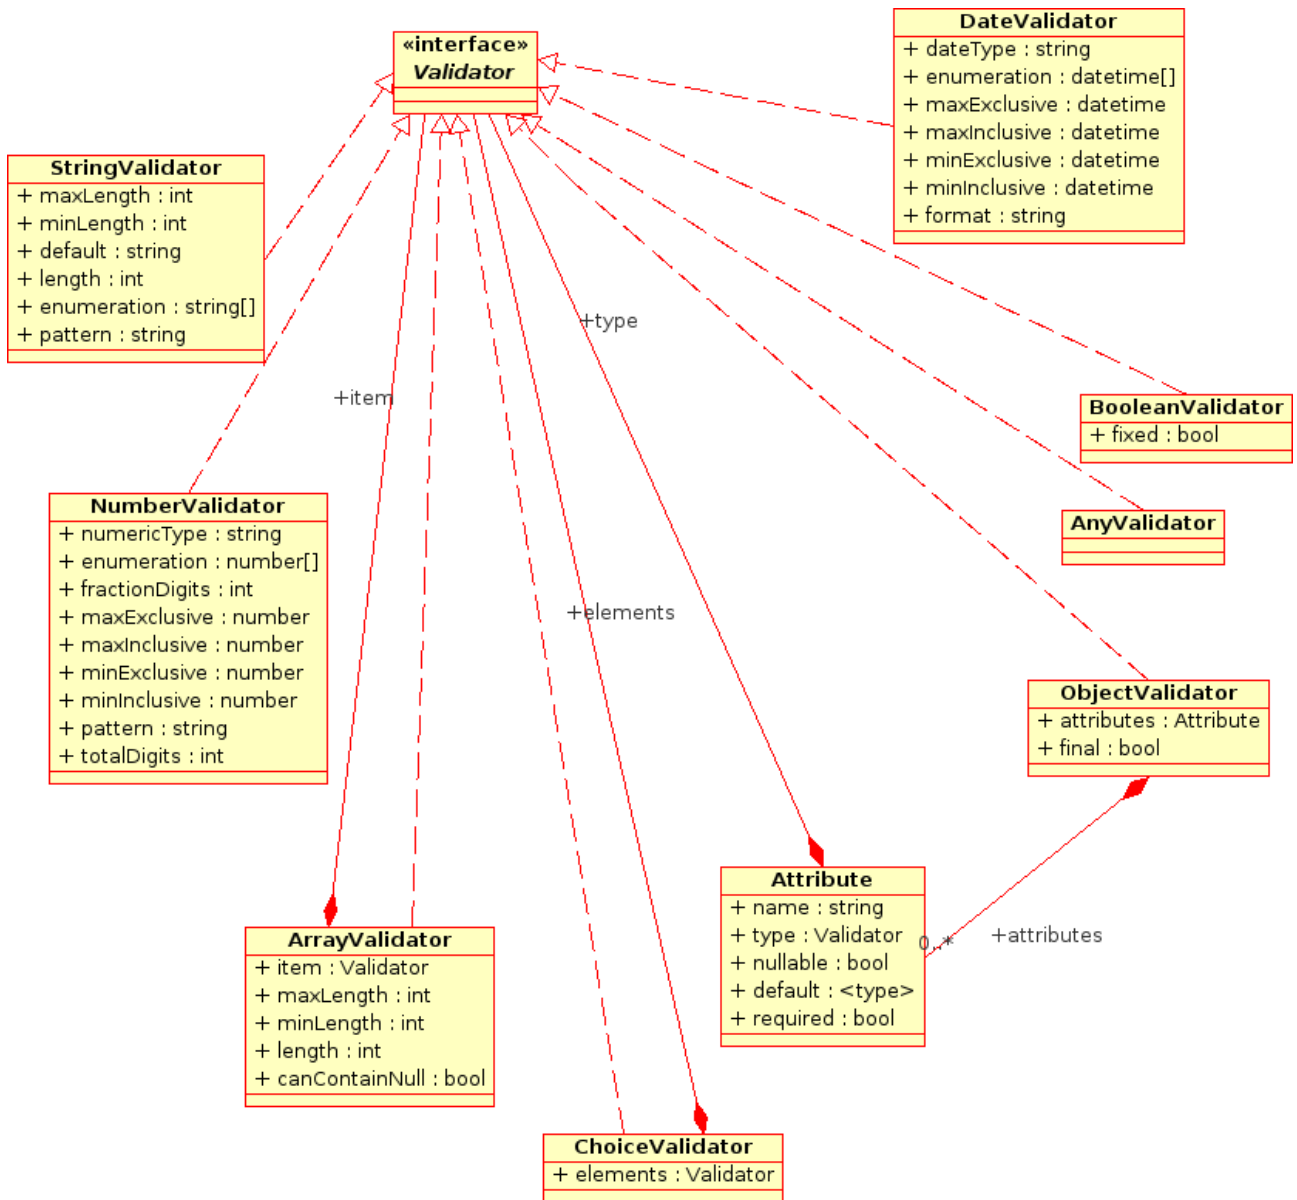 «interface»
Validator
DateValidator
+ dateType : string
+ enumeration : datetime[]
+ maxExclusive : datetime
+ maxInclusive : datetime
+ minExclusive : datetime
+ minInclusive : datetime
+ format : string
StringValidator
+ maxLength : int
+ minLength : int
+ default : string
+ length : int
+ enumeration : string[]
+ pattern : string
+type
+item
BooleanValidator
+ fixed : bool
NumberValidator
+ numericType : string
+ enumeration : number[]
+ fractionDigits : int
+ maxExclusive : number
+ maxInclusive : number
+ minExclusive : number
+ minInclusive : number
+ pattern : string
+ totalDigits : int
AnyValidator
+elements
ObjectValidator
+ attributes : Attribute
+ final : bool
Attribute
+ name : string
+ type : Validator
+ nullable : bool
+ default : <type>
+ required : bool
0..*
+attributes
ArrayValidator
+ item : Validator
+ maxLength : int
+ minLength : int
+ length : int
+ canContainNull : bool
ChoiceValidator
+ elements : Validator